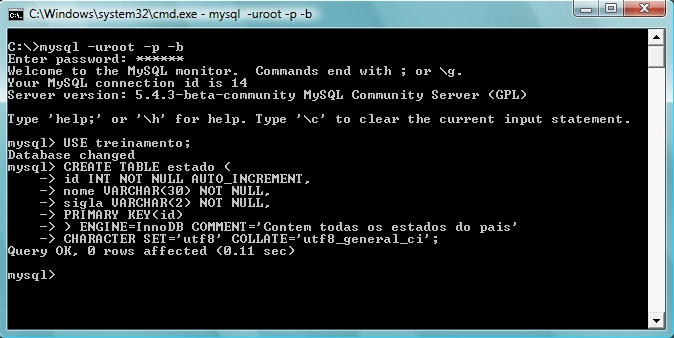 C:\Windows\system32\cmd.exe - mysql  -uroot -p -b
C:\>mysql -uroot -p -b
Enter password: ******
Welcome to the MySQL monitor.  Commands end with ; or \g.
Your MySQL connection id is 14
Server version: 5.4.3-beta-community MySQL Community Server (GPL)
Type 'help;' or '\h' for help. Type '\c' to clear the current input statement.
mysql> USE treinamento;
Database changed
mysql> CREATE TABLE estado (
    -> id INT NOT NULL AUTO_INCREMENT,
    -> nome VARCHAR(30) NOT NULL,
    -> sigla VARCHAR(2) NOT NULL,
    -> PRIMARY KEY(id)
    -> ) ENGINE=InnoDB COMMENT='Contem todas os estados do pais'
    -> CHARACTER SET='utf8' COLLATE='utf8_general_ci';
Query OK, 0 rows affected (0.11 sec)
mysql>